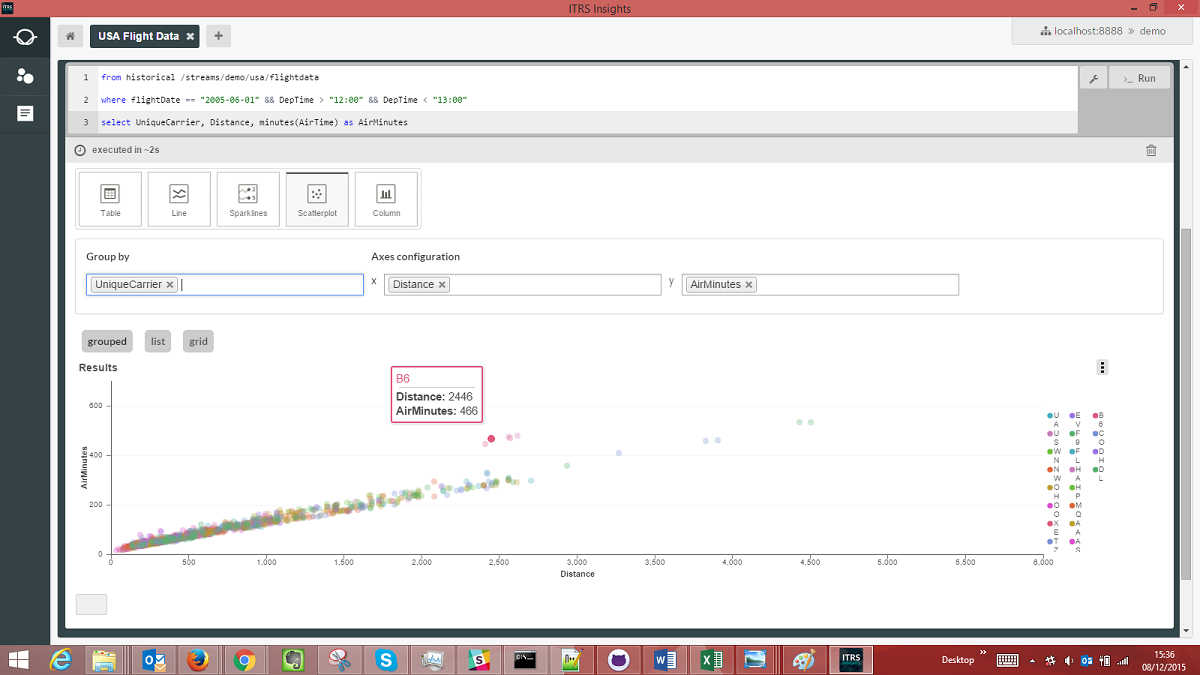 ITRS
ITRS Insights
USA Flight Data ×
+
localhost:8888 » demo
1 from historical /streams/demo/usa/flightdata
2 where flightDate == "2005-06-01" && DepTime > "12:00" && DepTime < "13:00"
3 select UniqueCarrier, Distance, minutes(AirTime) as AirMinutes
>_ Run
executed in ~2s
Table
Line
Sparklines
Scatterplot
Column
Group by
Axes configuration
UniqueCarrier ×
x
Distance ×
y
AirMinutes ×
grouped
list
grid
Results
B6
Distance: 2446
AirMinutes: 466
600
400
200
0
AirMinutes
0 500 1,000 1,500 2,000 2,500 3,000 3,500 4,000 4,500 5,000 5,500 6,000
Distance
UA
US
WN
NW
OH
OO
XE
TZ
EV
F9
FL
HA
HP
MQ
AA
AS
B6
CO
DH
DL
Desktop »
ITRS
15:36
08/12/2015